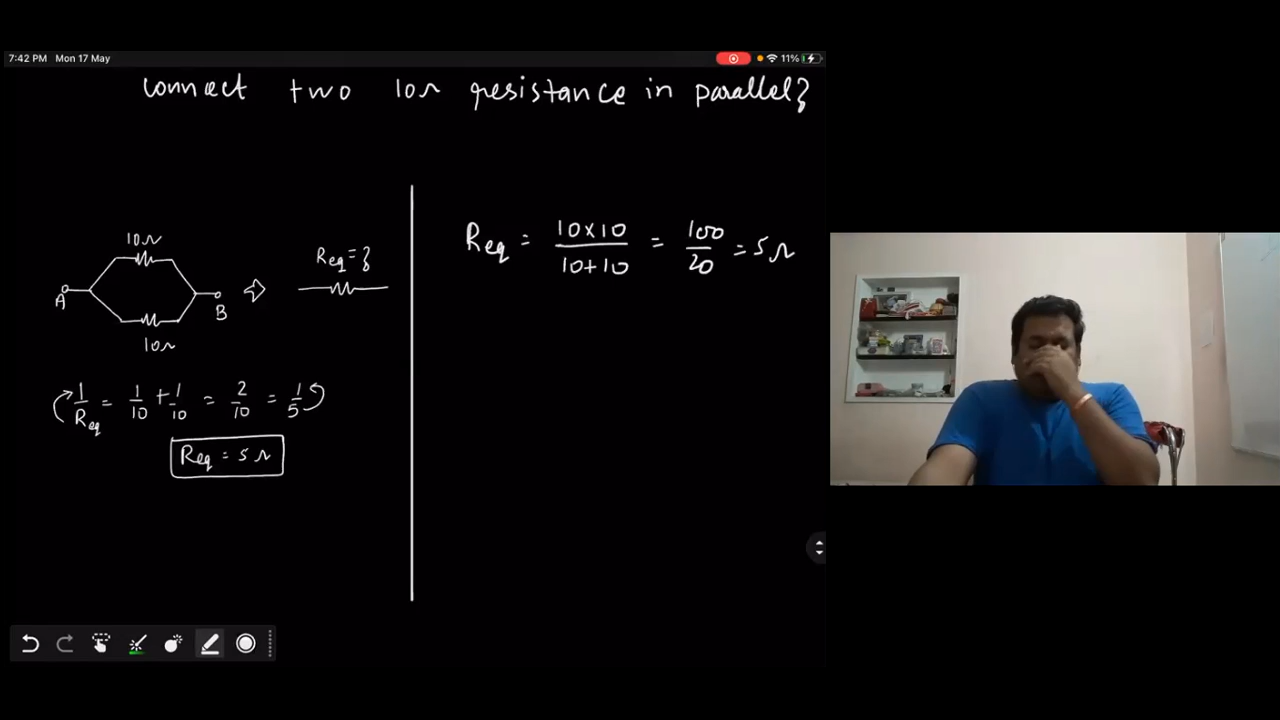 7:42 PM Mon 17 May
11%
connect two 10Ω resistance in parallel?
10Ω
A
B
10Ω
Req = ?
1/Req = 1/10 + 1/10 = 2/10 = 1/5
Req = 5Ω
Req = 10×10/10+10 = 100/20 = 5Ω